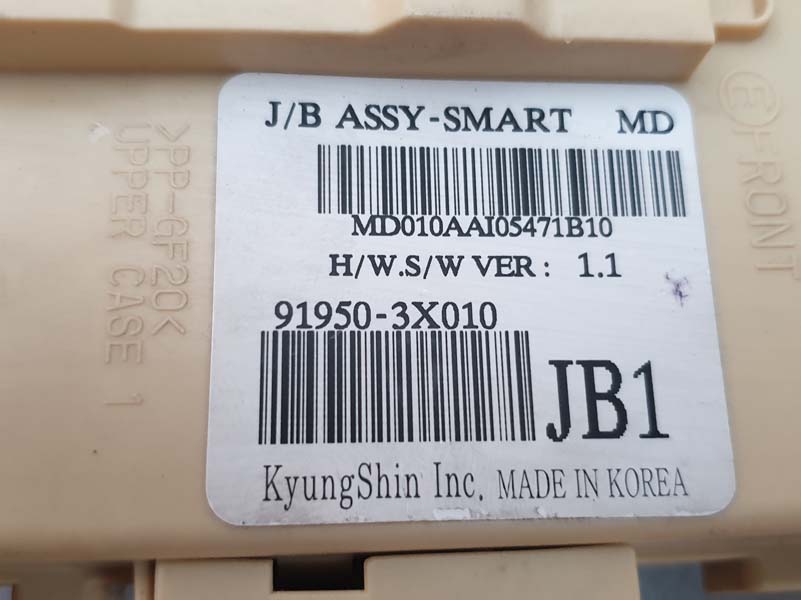 J/B ASSY-SMART MD
MD010AAI05471B10
H/W.S/W VER : 1.1
91950-3X010
JB1
KyungShin Inc. MADE IN KOREA
>PP-GF20<
UPPER CASE 1
E FRONT